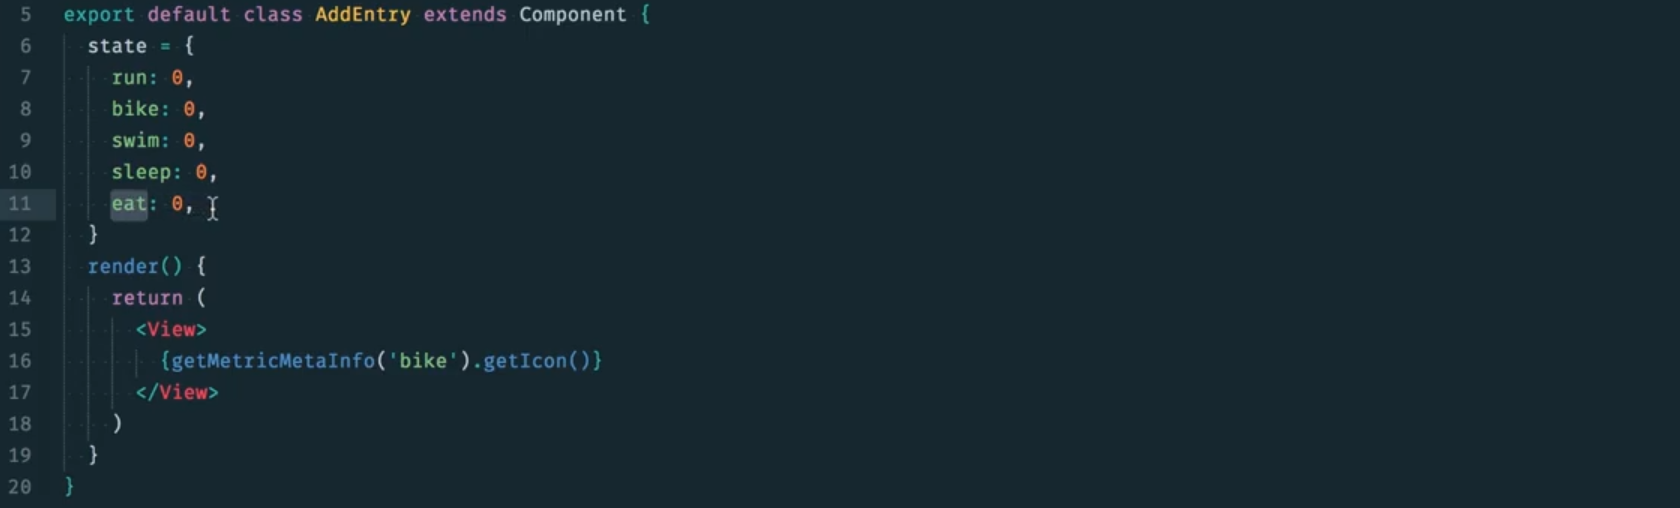 5 export default class AddEntry extends Component {
6 state = {
7 run: 0,
8 bike: 0,
9 swim: 0,
10 sleep: 0,
11 eat: 0,
12 }
13 render() {
14 return (
15 <View>
16 {getMetricMetaInfo('bike').getIcon()}
17 </View>
18 )
19 }
20 }